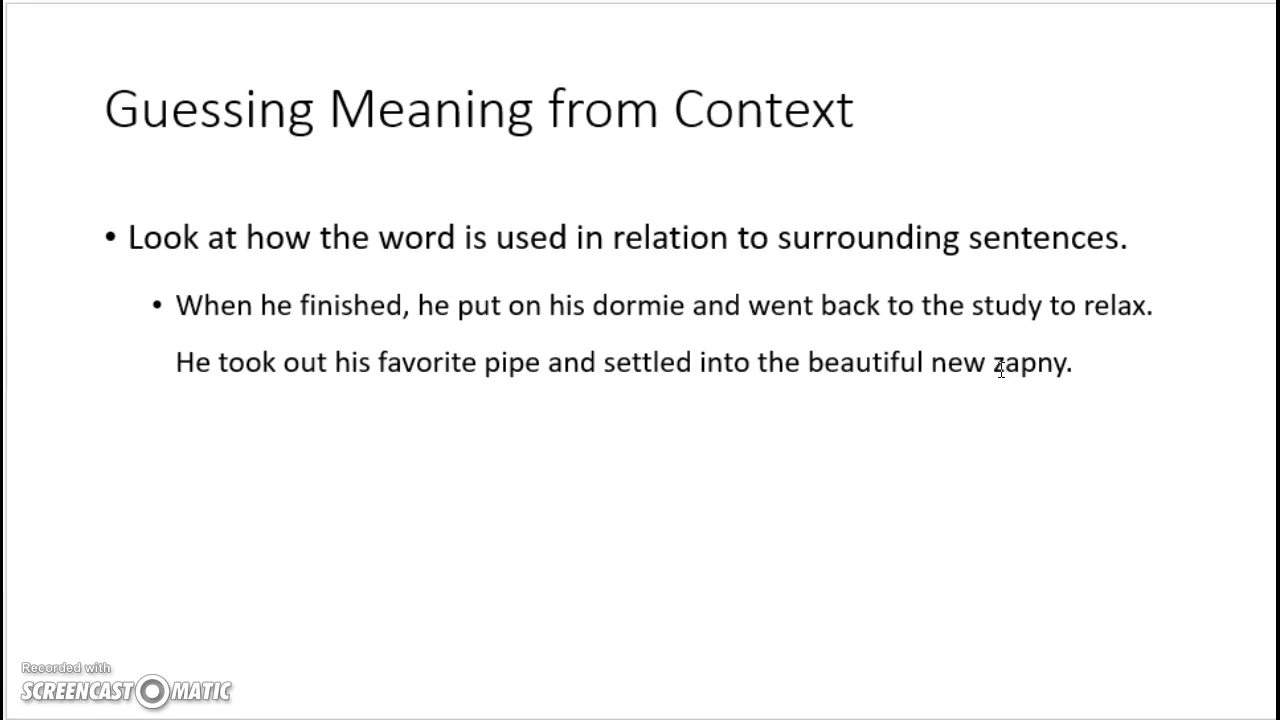 Guessing Meaning from Context
• Look at how the word is used in relation to surrounding sentences.
• When he finished, he put on his dormie and went back to the study to relax.
He took out his favorite pipe and settled into the beautiful new zapny.
Recorded with
SCREENCAST MATIC